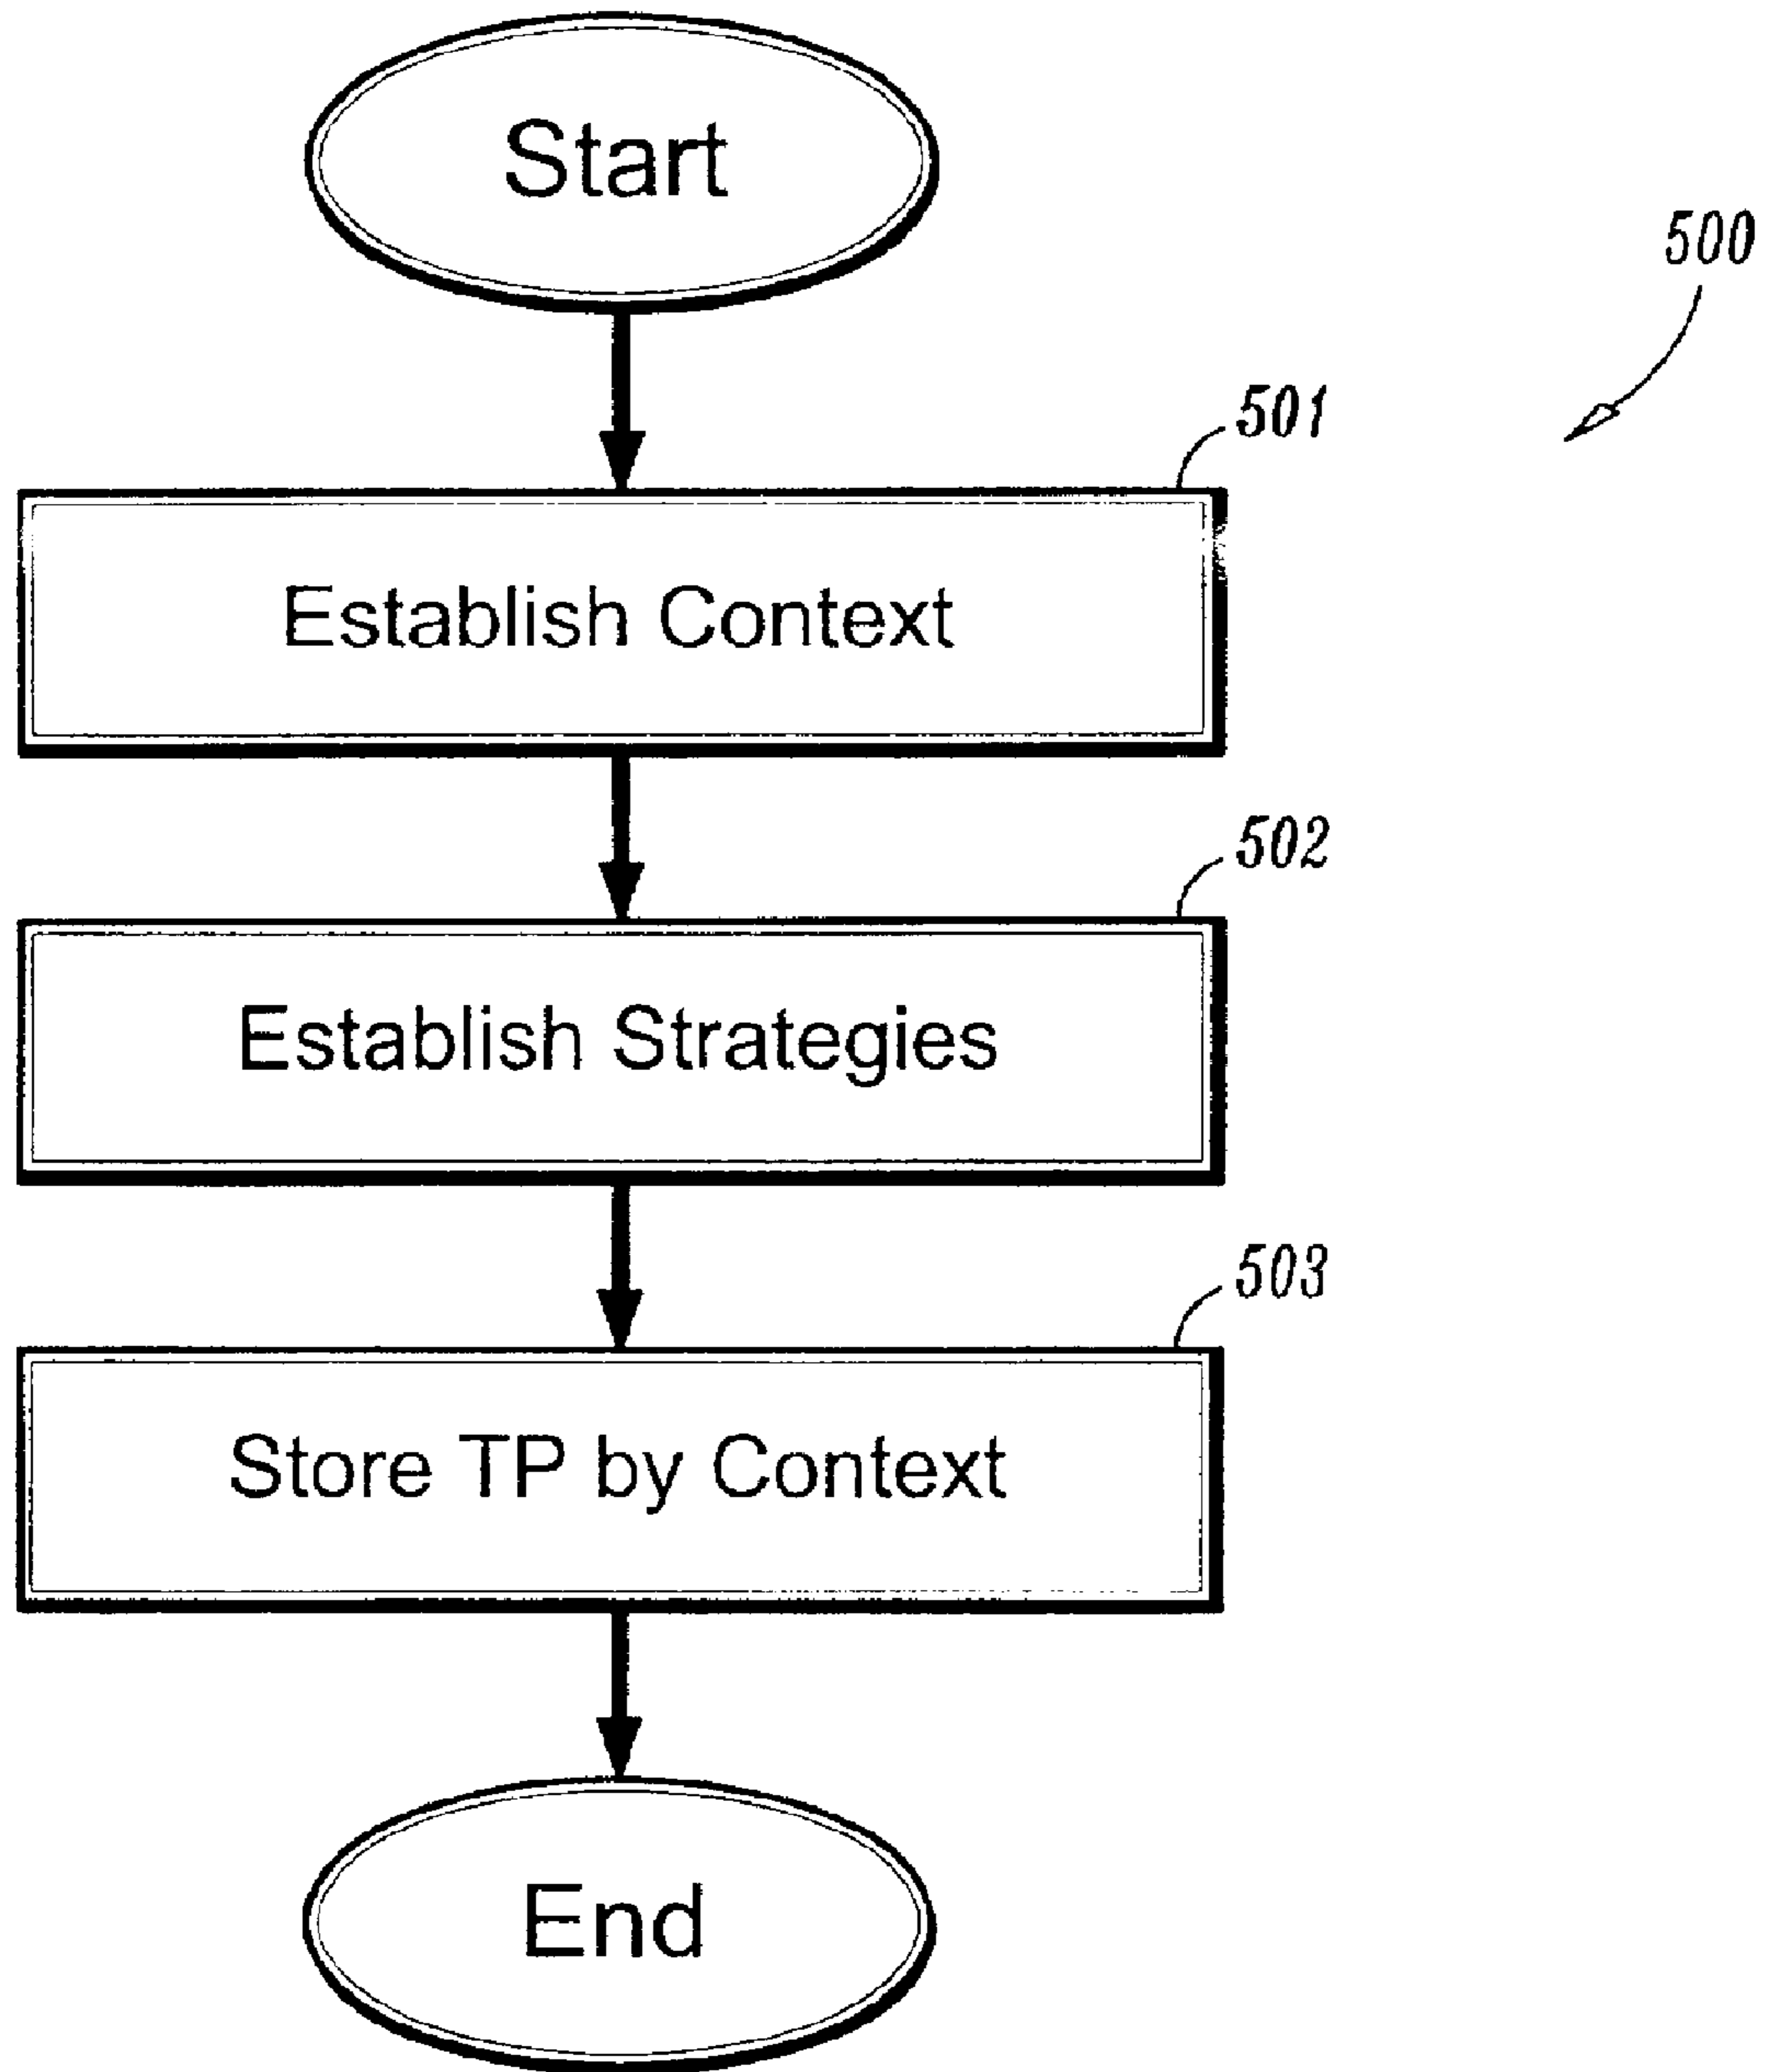 Start
500
501
Establish Context
502
Establish Strategies
503
Store TP by Context
End